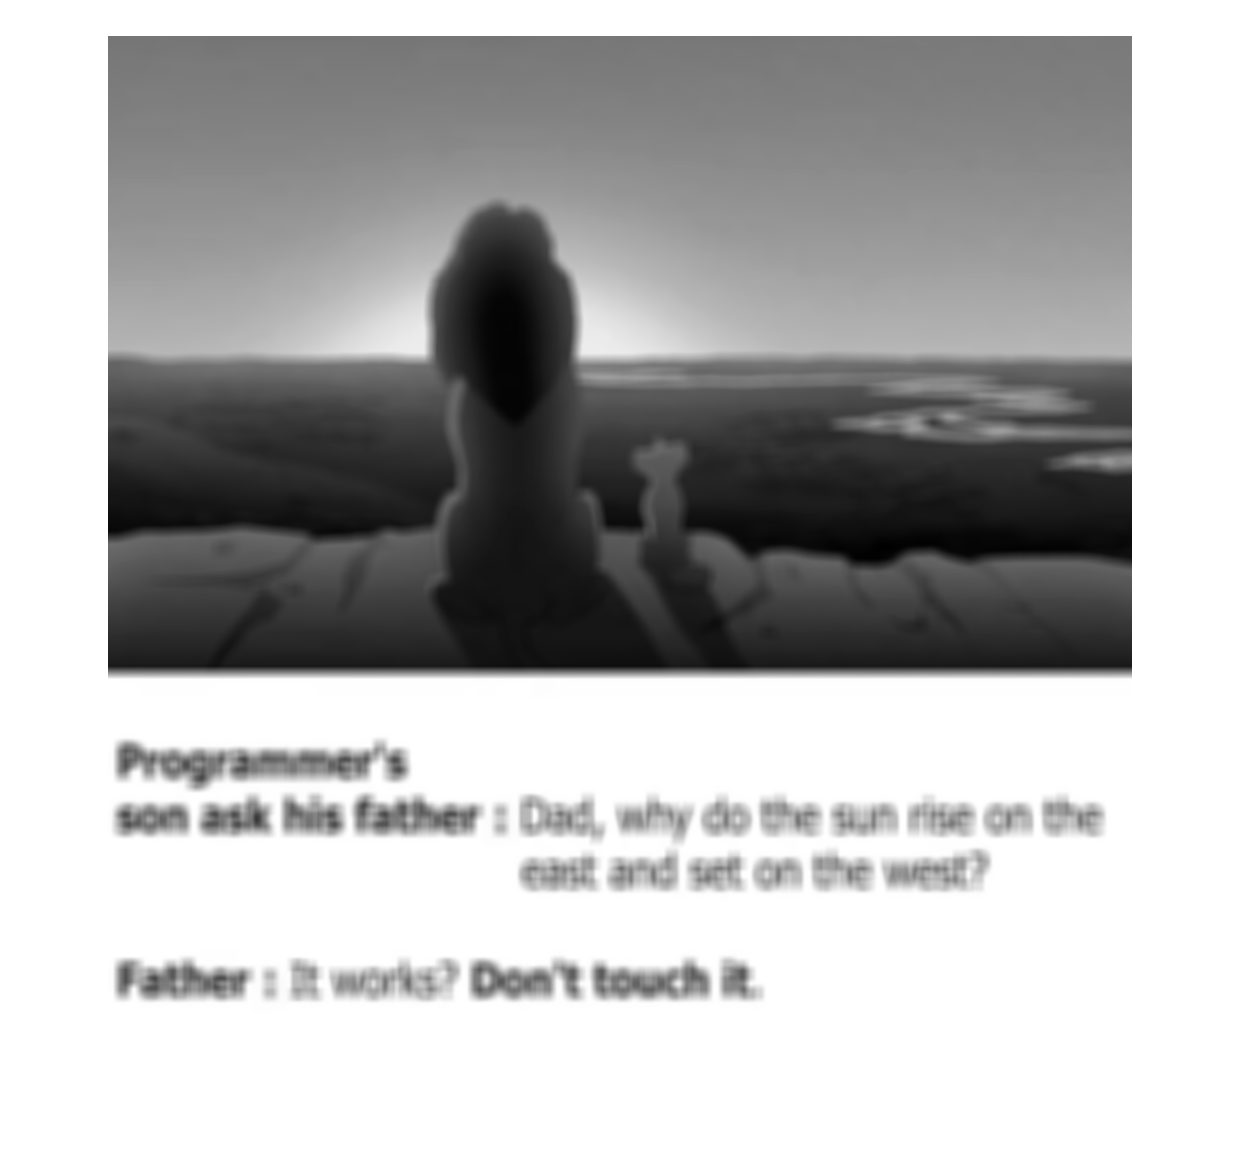 Programmer's
son ask his father : Dad, why do the sun rise on the
east and set on the west?
Father : It works? Don't touch it.